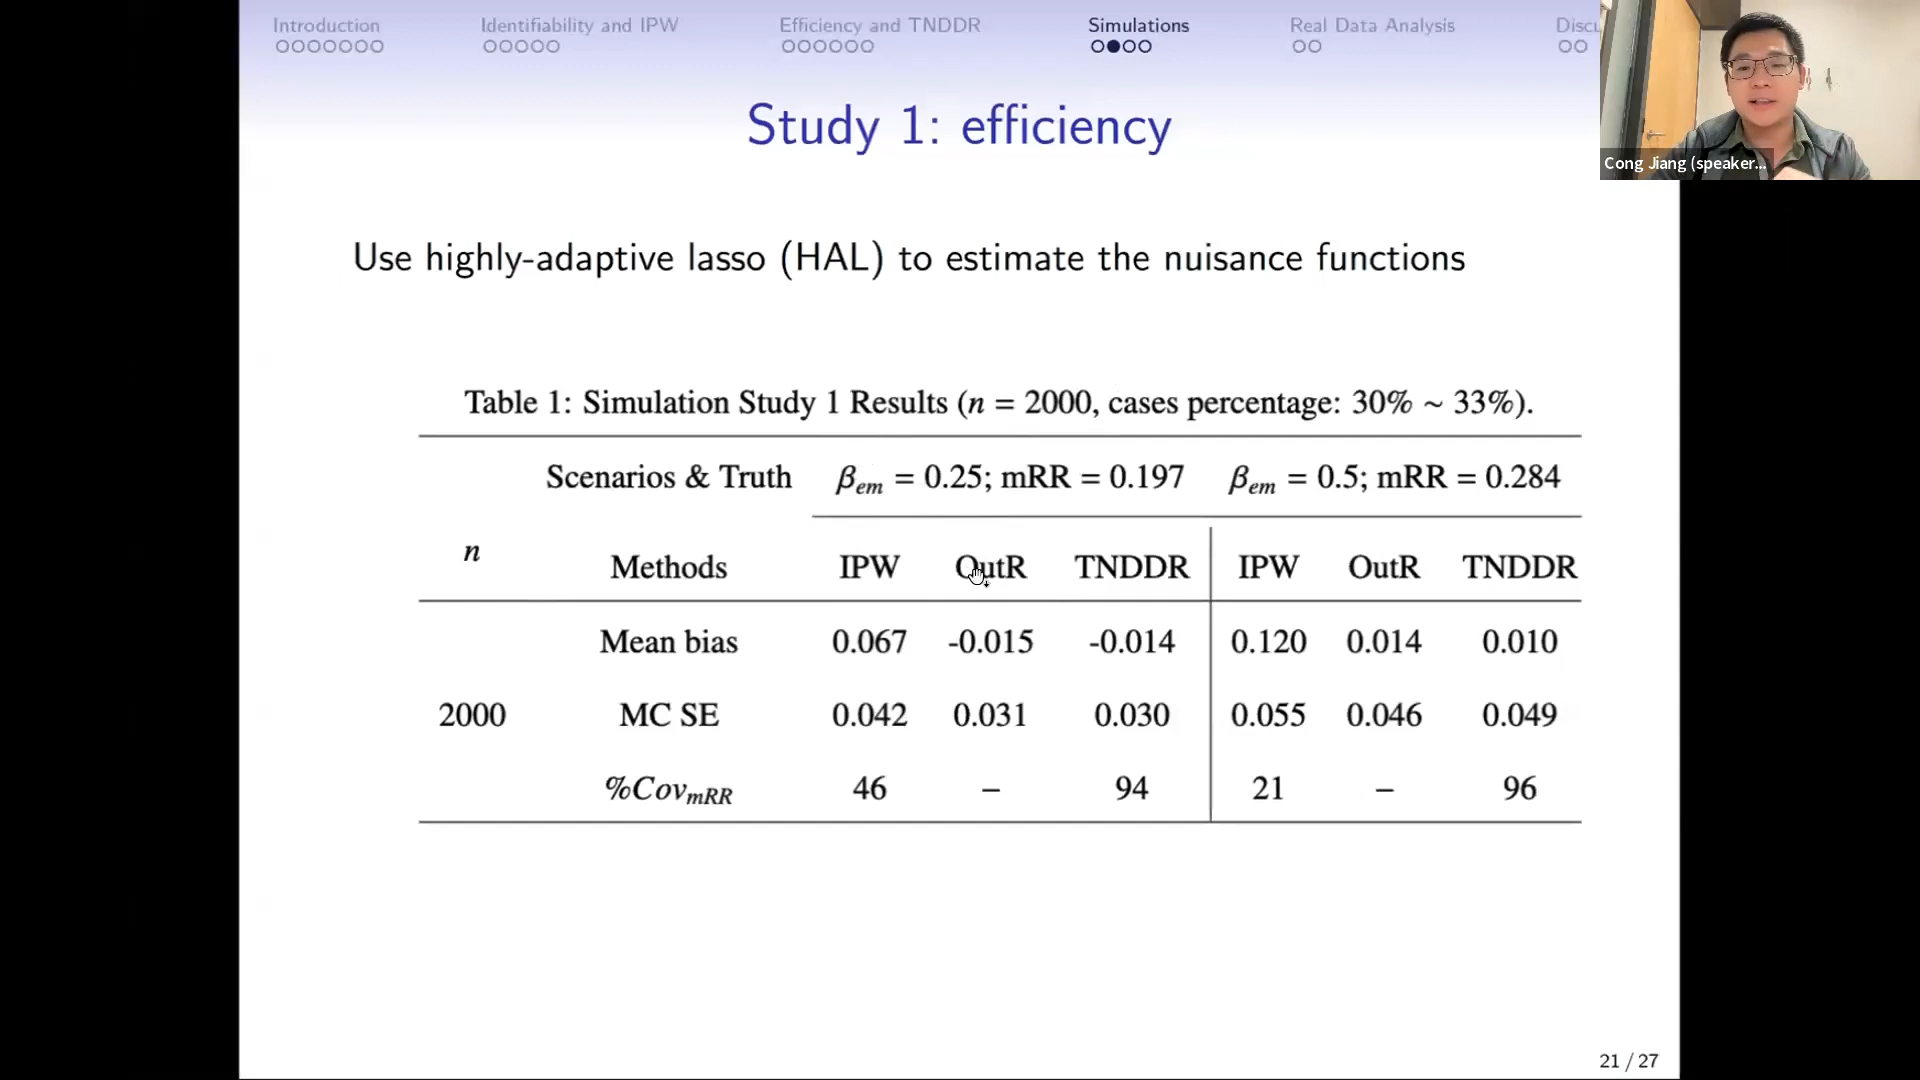 Introduction Identifiability and IPW Efficiency and TNDDR Simulations Real Data Analysis
Cong Jiang (speaker...
Study 1: efficiency
Use highly-adaptive lasso (HAL) to estimate the nuisance functions
Table 1: Simulation Study 1 Results (n = 2000, cases percentage: 30% ~ 33%).
Scenarios & Truth β_em = 0.25; mRR = 0.197 β_em = 0.5; mRR = 0.284
n
Methods IPW OutR TNDDR IPW OutR TNDDR
Mean bias 0.067 -0.015 -0.014 0.120 0.014 0.010
2000 MC SE 0.042 0.031 0.030 0.055 0.046 0.049
%Cov_mRR 46 – 94 21 – 96
21 / 27